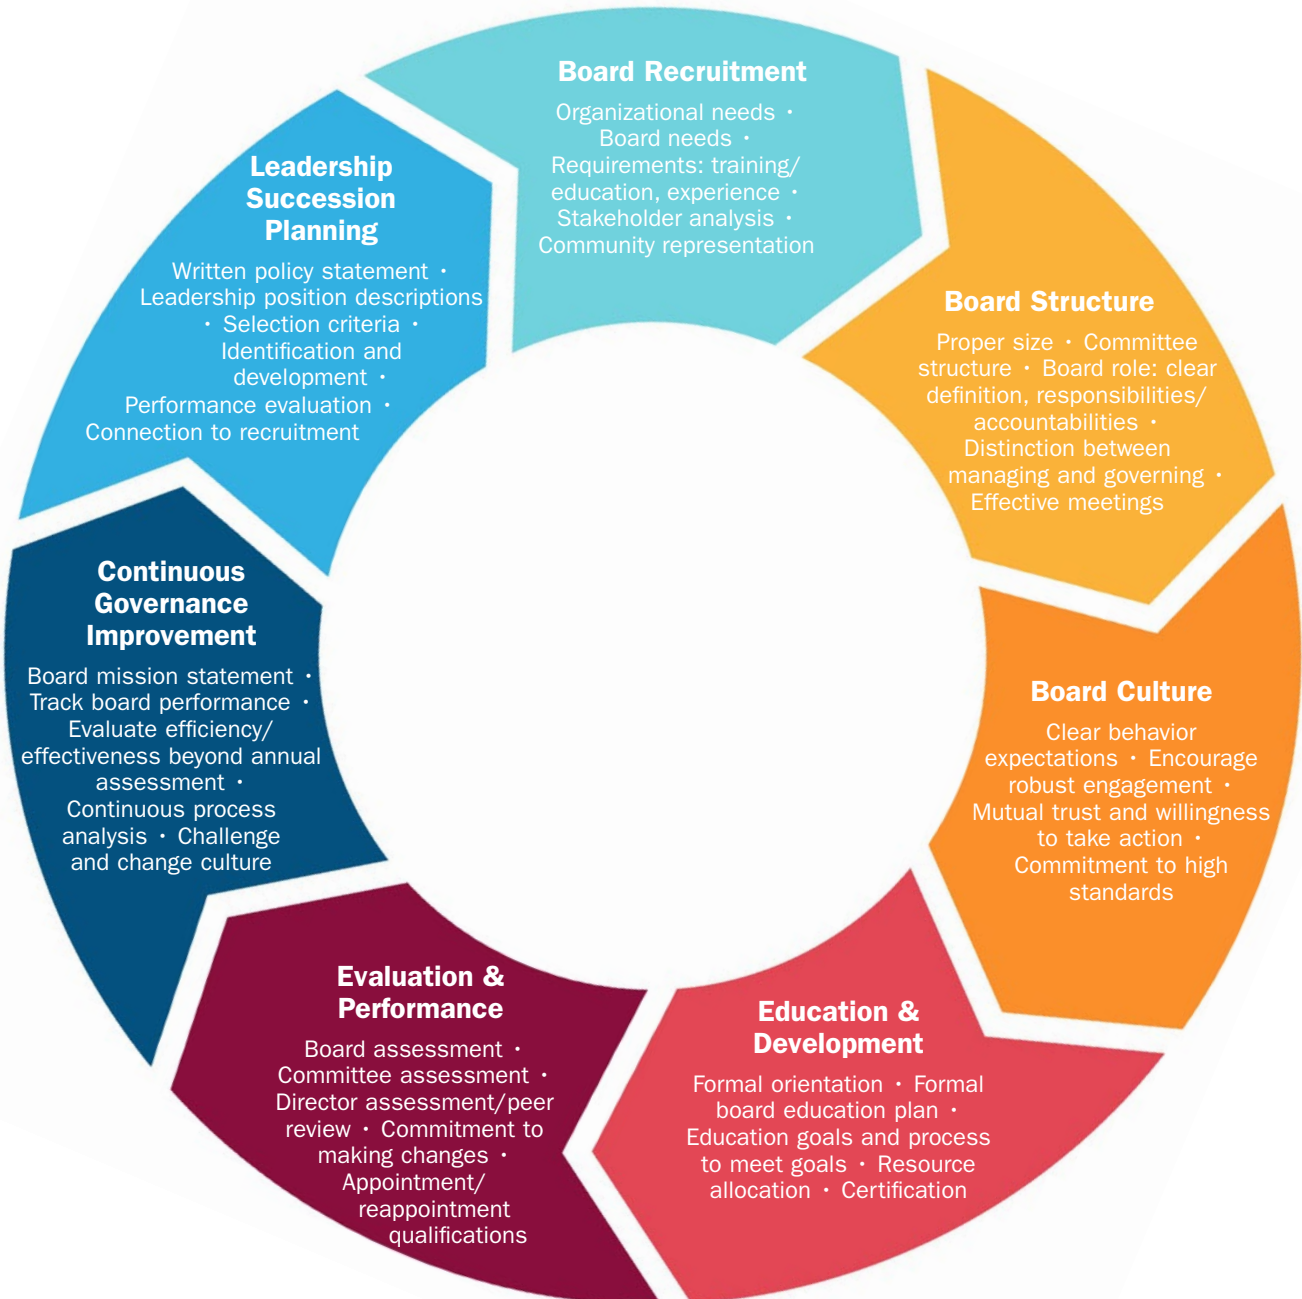 Board Recruitment
Organizational needs •
Board needs •
Requirements: training/
education, experience •
Stakeholder analysis •
Community representation
Board Structure
Proper size • Committee
structure • Board role: clear
definition, responsibilities/
accountabilities •
Distinction between
managing and governing •
Effective meetings
Board Culture
Clear behavior
expectations • Encourage
robust engagement •
Mutual trust and willingness
to take action •
Commitment to high
standards
Education &
Development
Formal orientation • Formal
board education plan •
Education goals and process
to meet goals • Resource
allocation • Certification
Evaluation &
Performance
Board assessment •
Committee assessment •
Director assessment/peer
review • Commitment to
making changes •
Appointment/
reappointment
qualifications
Continuous
Governance
Improvement
Board mission statement •
Track board performance •
Evaluate efficiency/
effectiveness beyond annual
assessment •
Continuous process
analysis • Challenge
and change culture
Leadership
Succession
Planning
Written policy statement •
Leadership position descriptions
• Selection criteria •
Identification and
development •
Performance evaluation •
Connection to recruitment